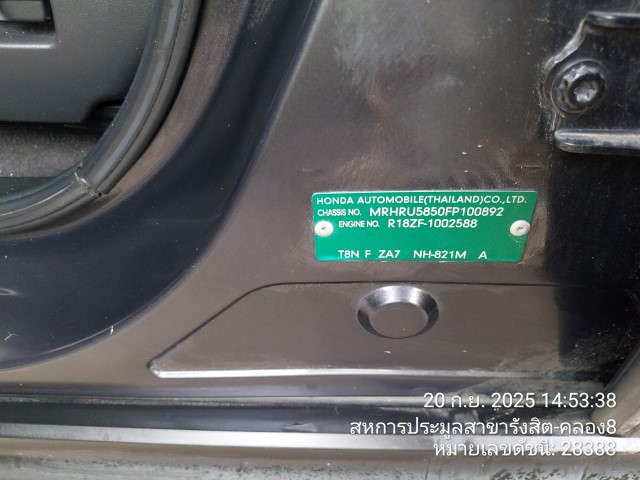 HONDA AUTOMOBILE(THAILAND)CO.,LTD.
CHASSIS NO. MRHRU5850FP100892
ENGINE NO. R18ZF-1002588
T8N F ZA7 NH-821M A
20 ก.ย. 2025 14:53:38
สหการประมูลสาขารังสิต-คลอง8
หมายเลขดัชนี: 28388